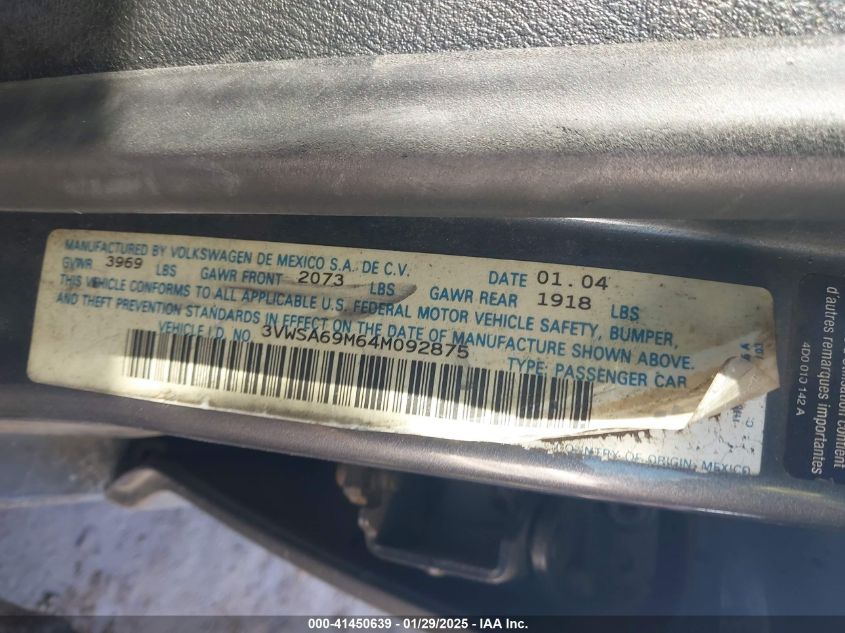 MANUFACTURED BY VOLKSWAGEN DE MEXICO S.A. DE C.V. DATE 01.04
GVWR 3969 LBS GAWR FRONT 2073 LBS GAWR REAR 1918 LBS
THIS VEHICLE CONFORMS TO ALL APPLICABLE U.S. FEDERAL MOTOR VEHICLE SAFETY, BUMPER,
AND THEFT PREVENTION STANDARDS IN EFFECT ON THE DATE OF MANUFACTURE SHOWN ABOVE.
VEHICLE I.D. NO. 3VWSA69M64M092875 TYPE: PASSENGER CAR
COUNTRY OF ORIGIN MEXICO
d'autres remarques importantes
4D0 010 142 A
000-41450639 - 01/29/2025 - IAA Inc.